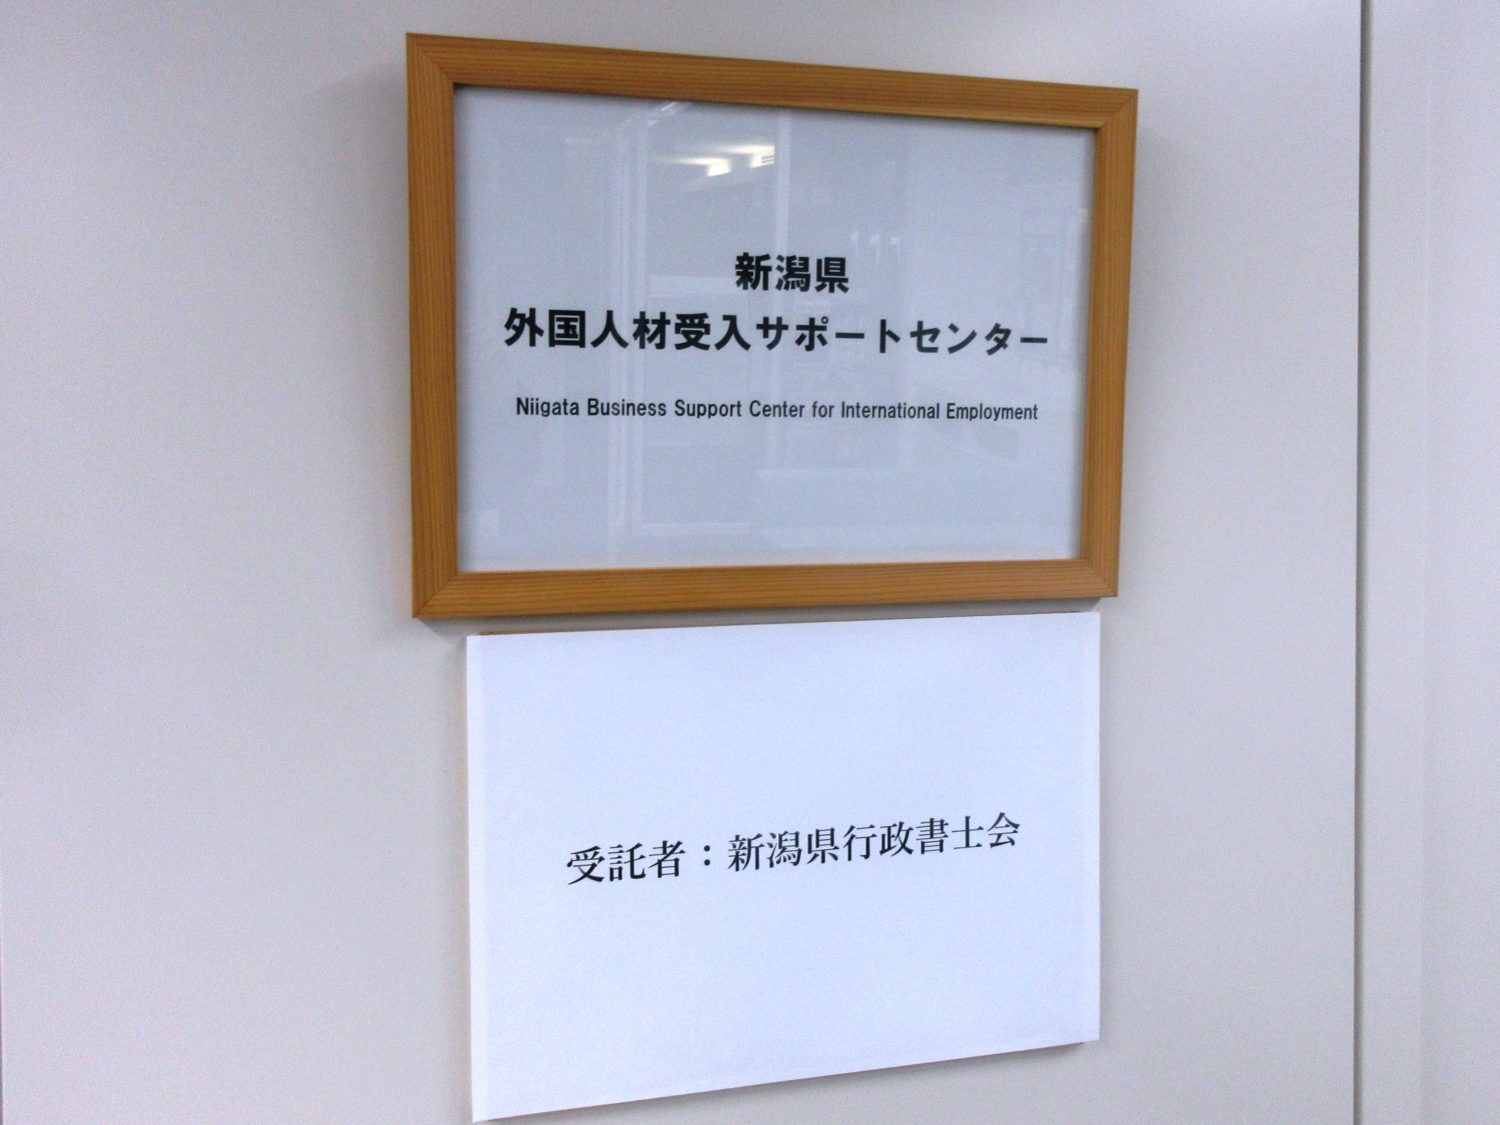 新潟県
外国人材受入サポートセンター
Niigata Business Support Center for International Employment
受託者：新潟県行政書士会